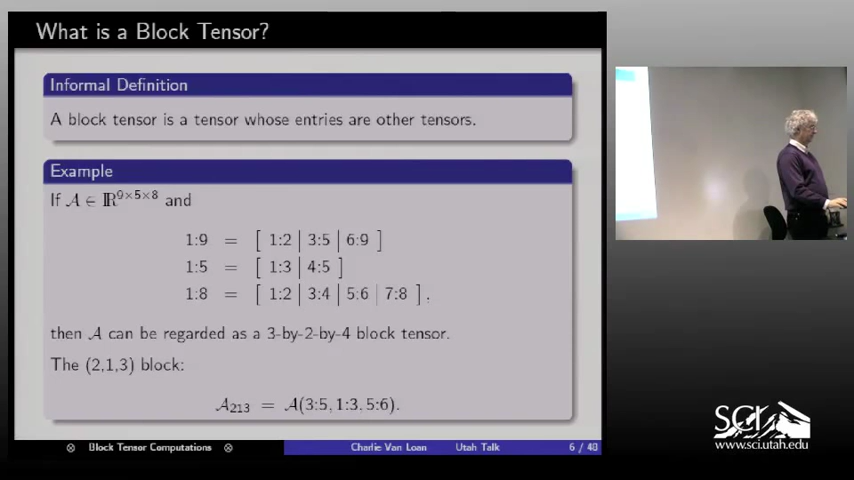 What is a Block Tensor?
Informal Definition
A block tensor is a tensor whose entries are other tensors.
Example
If 𝒜 ∈ ℝ^{9×5×8} and
1:9 = [ 1:2 | 3:5 | 6:9 ]
1:5 = [ 1:3 | 4:5 ]
1:8 = [ 1:2 | 3:4 | 5:6 | 7:8 ] .
then 𝒜 can be regarded as a 3-by-2-by-4 block tensor.
The (2,1,3) block:
𝒜₂₁₃ = 𝒜(3:5, 1:3, 5:6).
⊗ Block Tensor Computations ⊗ Charlie Van Loan Utah Talk 6 / 48
SCI
www.sci.utah.edu